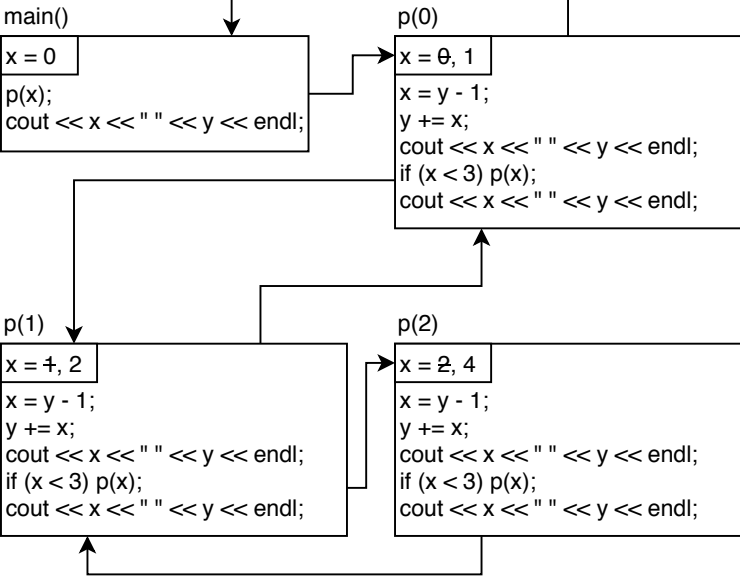 main()
x = 0
p(x);
cout << x << " " << y << endl;
p(0)
x = 0, 1
x = y - 1;
y += x;
cout << x << " " << y << endl;
if (x < 3) p(x);
cout << x << " " << y << endl;
p(1)
x = 1, 2
x = y - 1;
y += x;
cout << x << " " << y << endl;
if (x < 3) p(x);
cout << x << " " << y << endl;
p(2)
x = 2, 4
x = y - 1;
y += x;
cout << x << " " << y << endl;
if (x < 3) p(x);
cout << x << " " << y << endl;